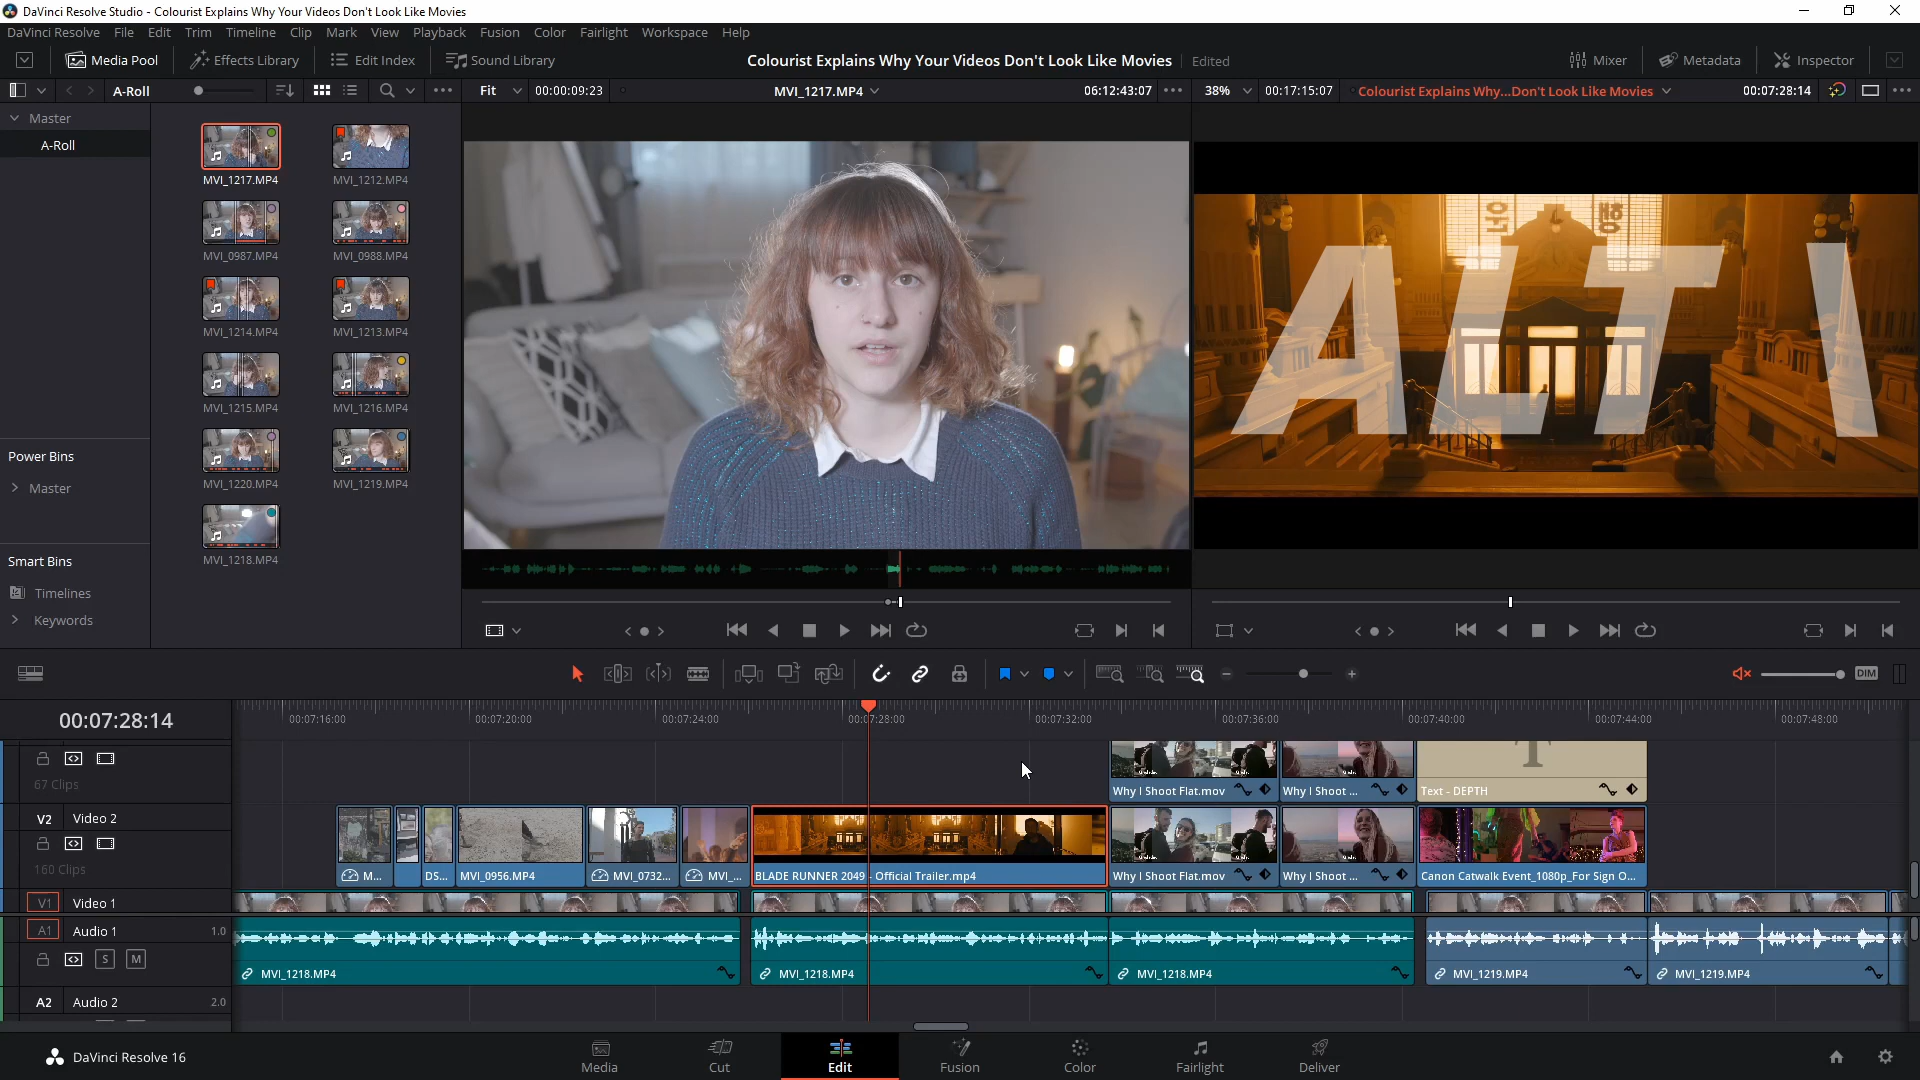 DaVinci Resolve Studio - Colourist Explains Why Your Videos Don't Look Like Movies
DaVinci Resolve File Edit Trim Timeline Clip Mark View Playback Fusion Color Fairlight Workspace Help
Media Pool Effects Library Edit Index Sound Library Colourist Explains Why Your Videos Don't Look Like Movies Edited Mixer Metadata Inspector
A-Roll Fit 00:00:09:23 MVI_1217.MP4 06:12:43:07 38% 00:17:15:07 Colourist Explains Why...Don't Look Like Movies 00:07:28:14
Master
A-Roll
MVI_1217.MP4 MVI_1212.MP4
MVI_0987.MP4 MVI_0988.MP4
MVI_1214.MP4 MVI_1213.MP4
MVI_1215.MP4 MVI_1216.MP4
MVI_1220.MP4 MVI_1219.MP4
MVI_1218.MP4
Power Bins
Master
Smart Bins
Timelines
Keywords
ALT \
DIM
00:07:28:14
00:07:16:00 00:07:20:00 00:07:24:00 00:07:28:00 00:07:32:00 00:07:36:00 00:07:40:00 00:07:44:00 00:07:48:00
67 Clips
Why I Shoot Flat.mov Why I Shoot ... Text - DEPTH
V2 Video 2
160 Clips
M... DS... MVI_0956.MP4 MVI_0732... MVI_... BLADE RUNNER 2049 - Official Trailer.mp4 Why I Shoot Flat.mov Why I Shoot ... Canon Catwalk Event_1080p_For Sign O...
V1 Video 1
A1 Audio 1 1.0
S M
MVI_1218.MP4 MVI_1218.MP4 MVI_1218.MP4 MVI_1219.MP4 MVI_1219.MP4
A2 Audio 2 2.0
DaVinci Resolve 16
Media Cut Edit Fusion Color Fairlight Deliver